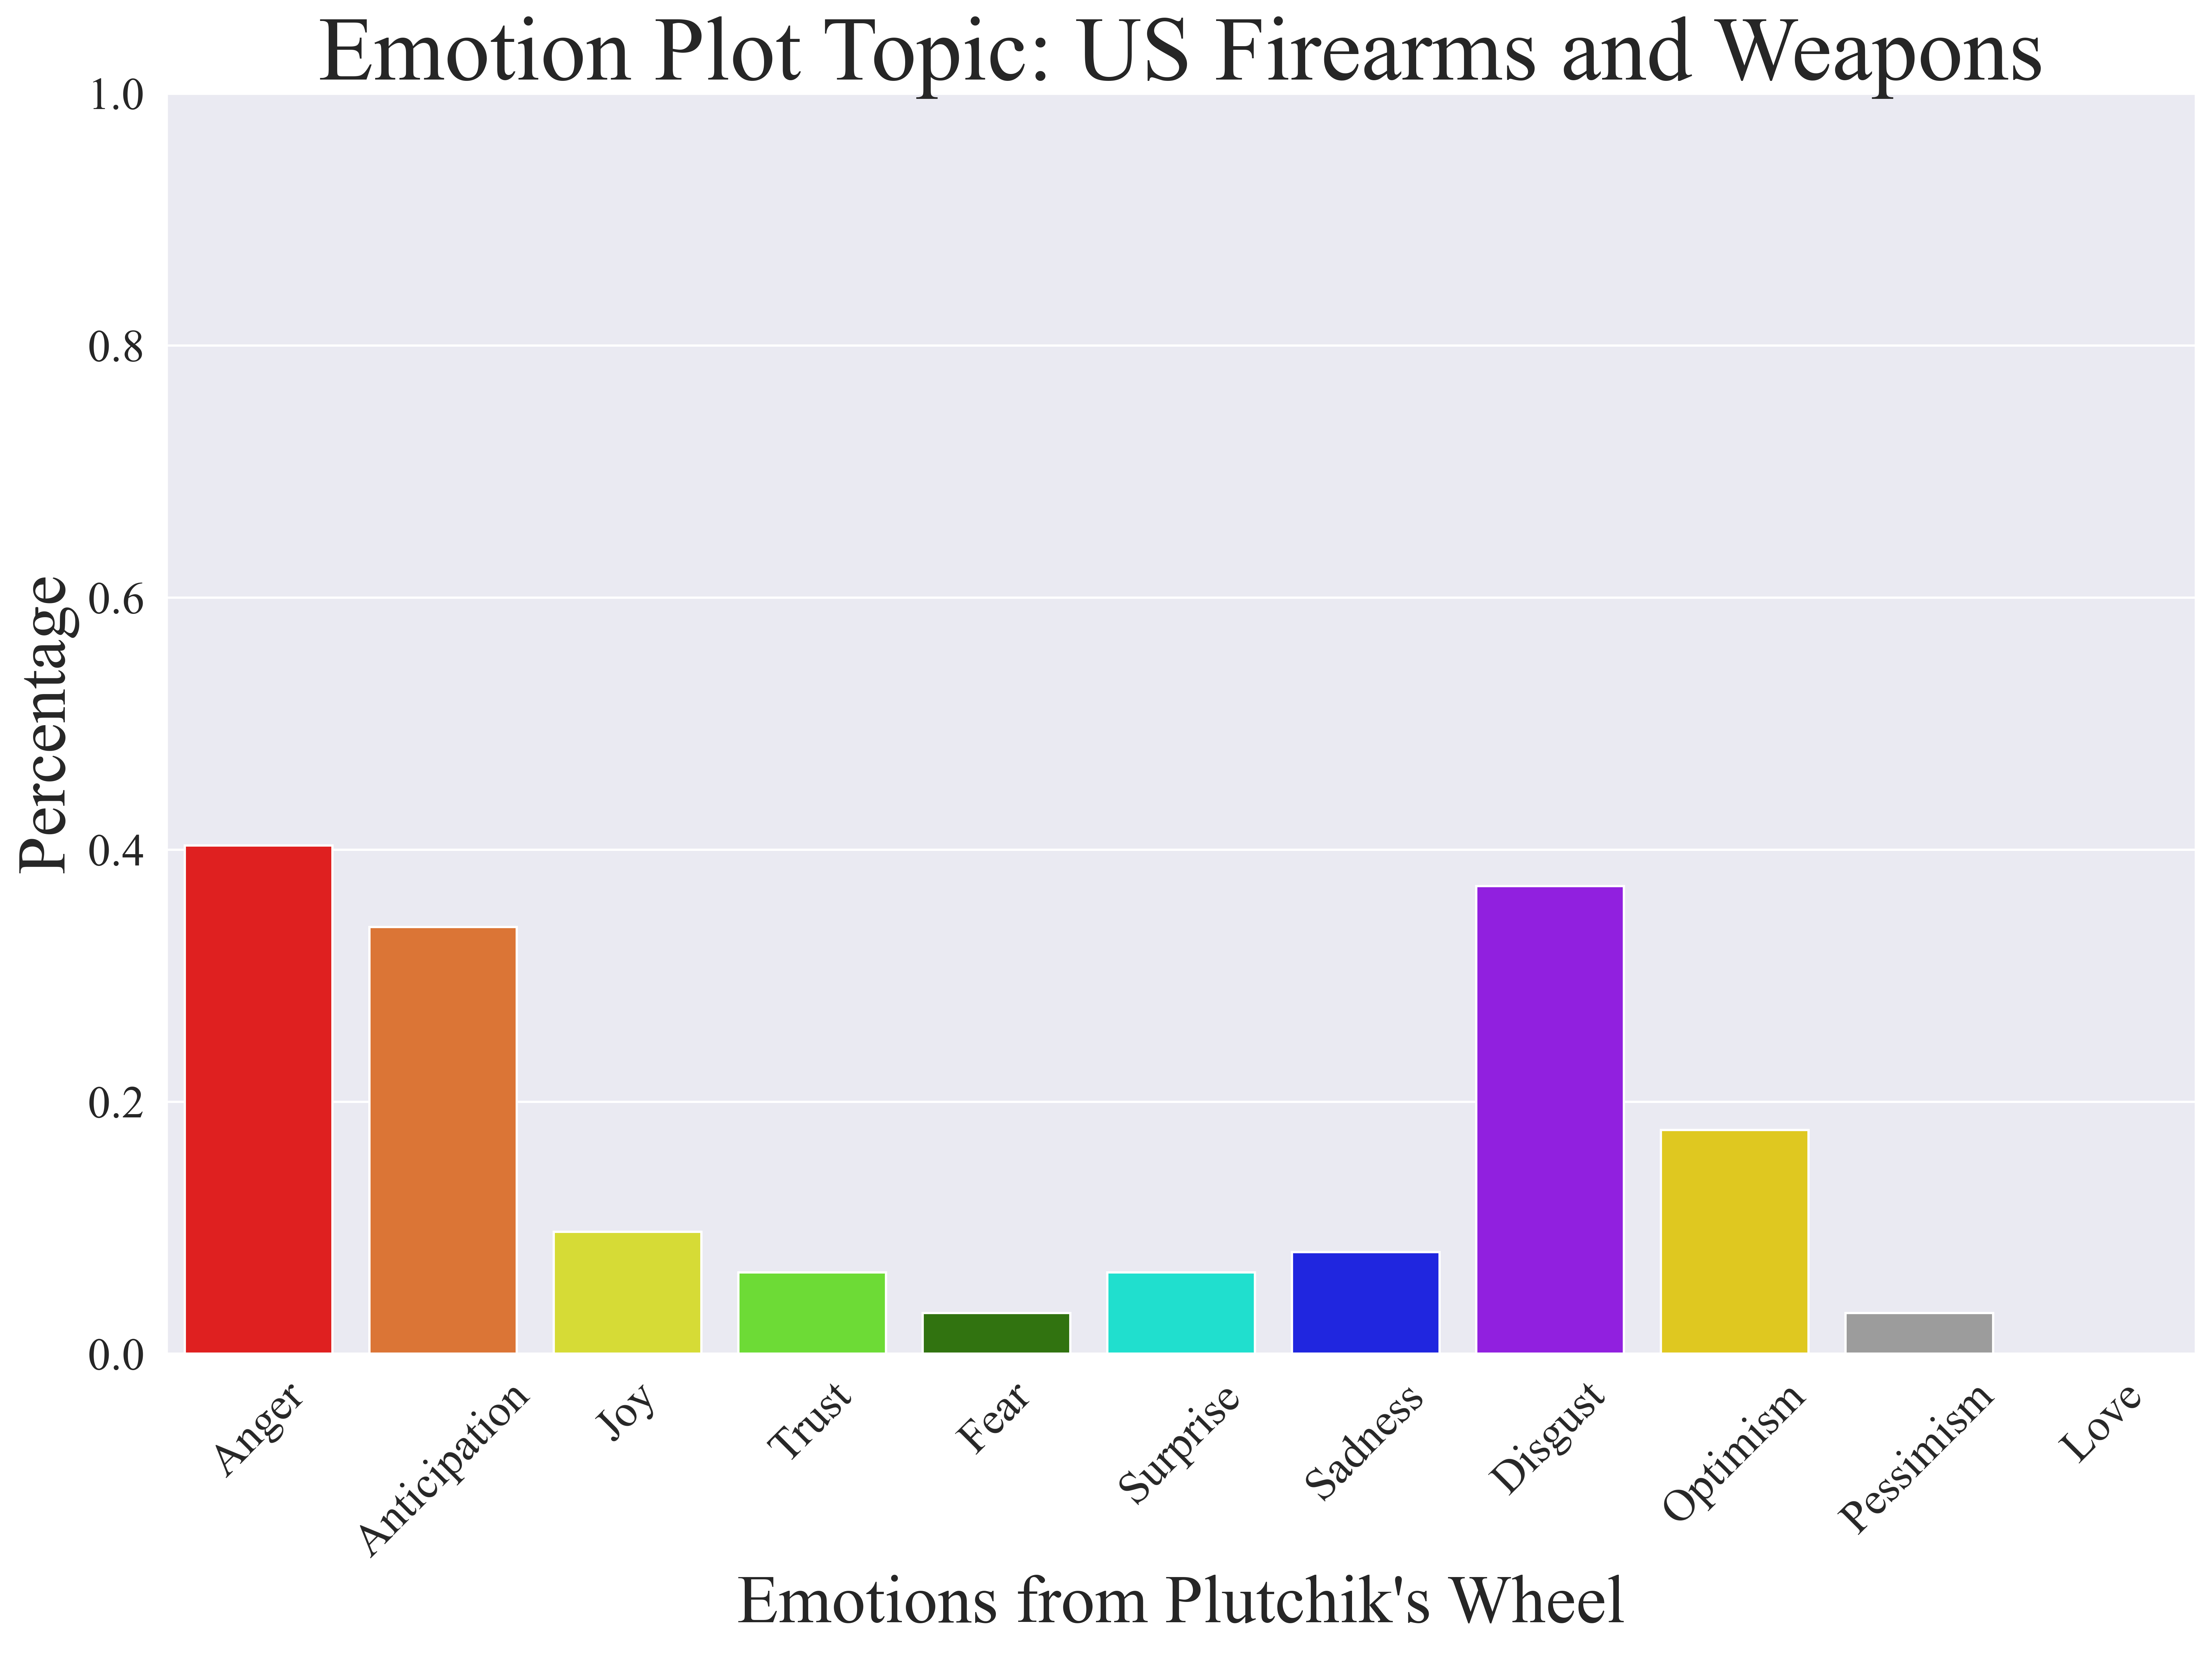 Emotion Plot Topic: US Firearms and Weapons
Percentage
1.0
0.8
0.6
0.4
0.2
0.0
Anger
Anticipation
Joy
Trust
Fear
Surprise
Sadness
Disgust
Optimism
Pessimism
Love
Emotions from Plutchik's Wheel